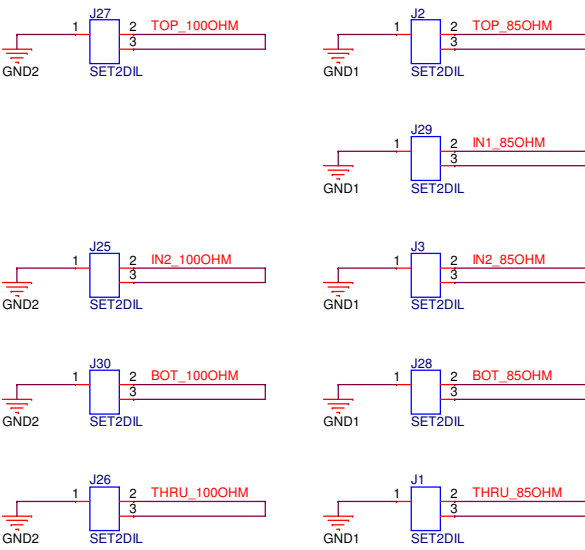 J27
1 2 TOP_100OHM
3
GND2 SET2DIL
J2
1 2 TOP_85OHM
3
GND1 SET2DIL
J29
1 2 IN1_85OHM
3
GND1 SET2DIL
J25
1 2 IN2_100OHM
3
GND2 SET2DIL
J3
1 2 IN2_85OHM
3
GND1 SET2DIL
J30
1 2 BOT_100OHM
3
GND2 SET2DIL
J28
1 2 BOT_85OHM
3
GND1 SET2DIL
J26
1 2 THRU_100OHM
3
GND2 SET2DIL
J1
1 2 THRU_85OHM
3
GND1 SET2DIL